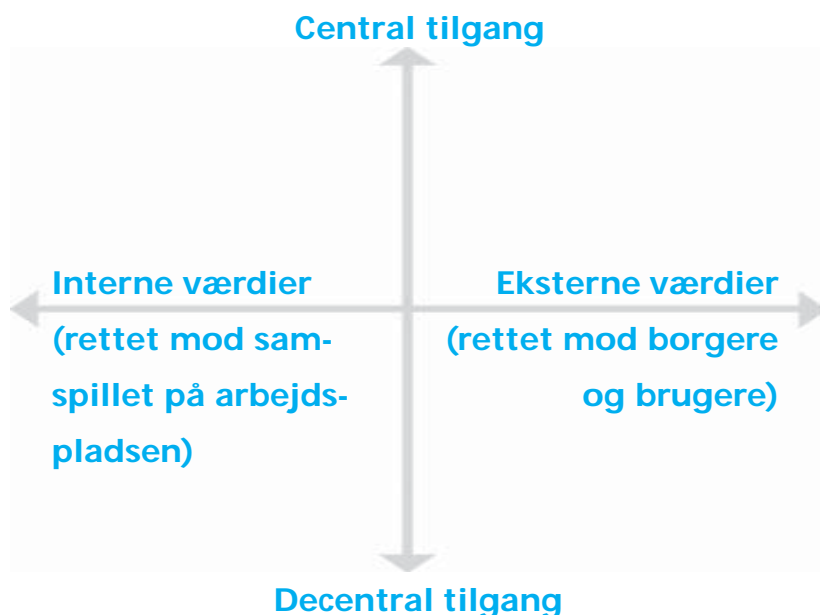 Central tilgang
Interne værdier
(rettet mod sam-
spillet på arbejds-
pladsen)
Eksterne værdier
(rettet mod borgere
og brugere)
Decentral tilgang